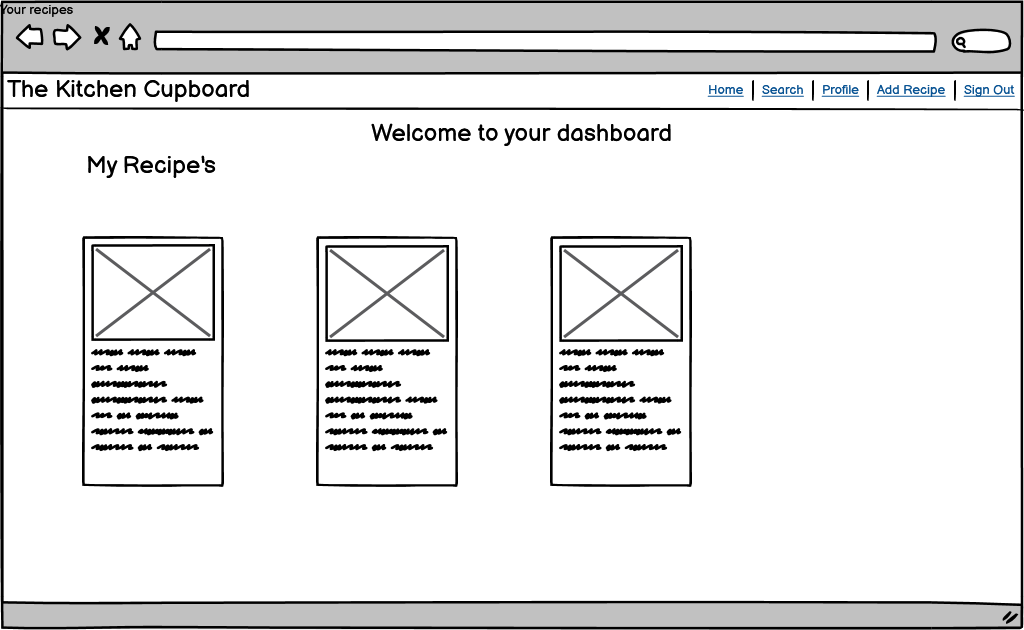 Your recipes
The Kitchen Cupboard
Home Search Profile Add Recipe Sign Out
Welcome to your dashboard
My Recipe's